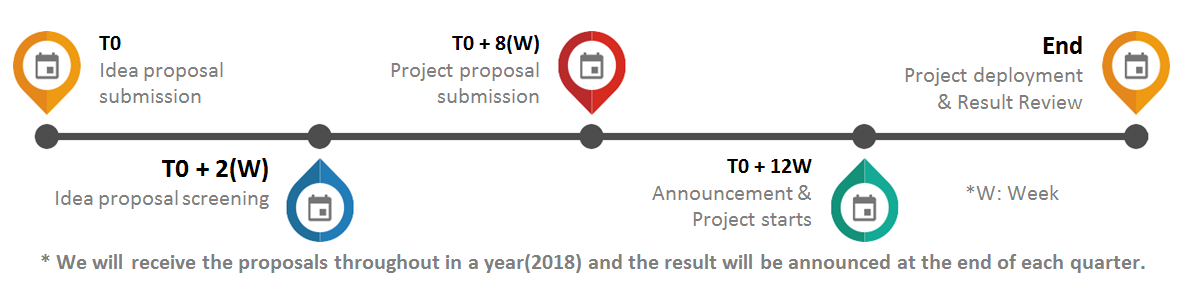 T0
Idea proposal
submission
T0 + 2(W)
Idea proposal screening
T0 + 8(W)
Project proposal
submission
T0 + 12W
Announcement &
Project starts
End
Project deployment
& Result Review
*W: Week
* We will receive the proposals throughout in a year(2018) and the result will be announced at the end of each quarter.